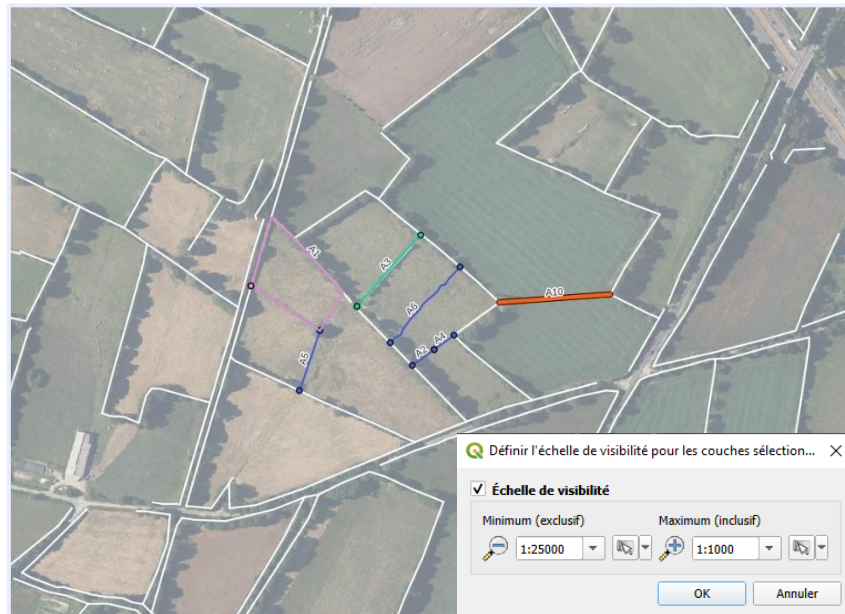 A1
A3
A6
A10
A5
A2
A4
Définir l'échelle de visibilité pour les couches sélection...
Échelle de visibilité
Minimum (exclusif) Maximum (inclusif)
1:25000 1:1000
OK Annuler